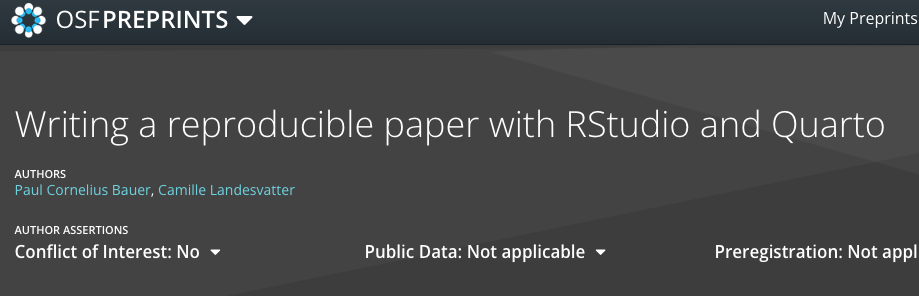 OSFPREPRINTS My Preprints
Writing a reproducible paper with RStudio and Quarto
AUTHORS
Paul Cornelius Bauer, Camille Landesvatter
AUTHOR ASSERTIONS
Conflict of Interest: No Public Data: Not applicable Preregistration: Not appl